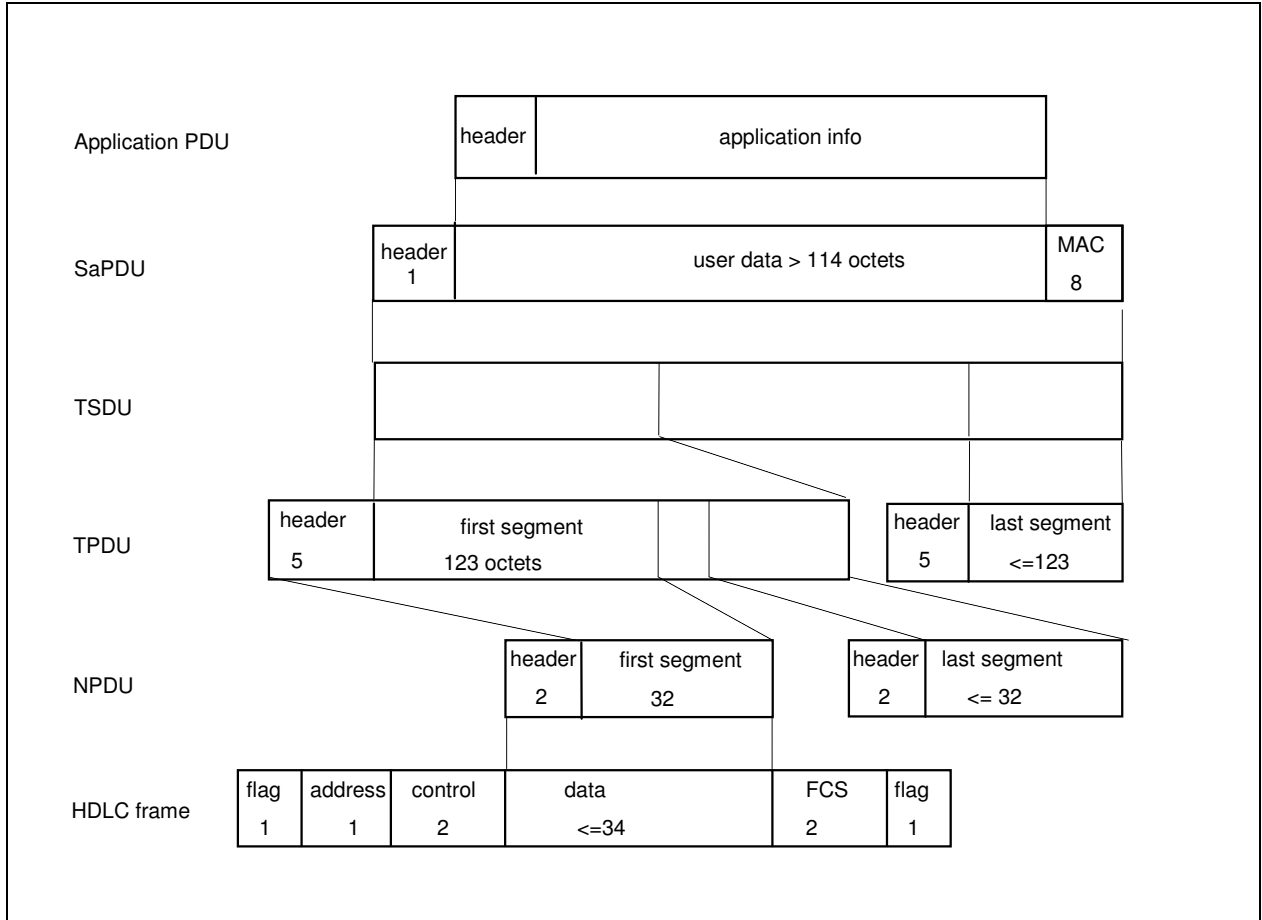 Application PDU
header
application info
SaPDU
header
1
user data > 114 octets
MAC
8
TSDU
TPDU
header
5
first segment
123 octets
header
5
last segment
<=123
NPDU
header
2
first segment
32
header
2
last segment
<= 32
HDLC frame
flag
1
address
1
control
2
data
<=34
FCS
2
flag
1